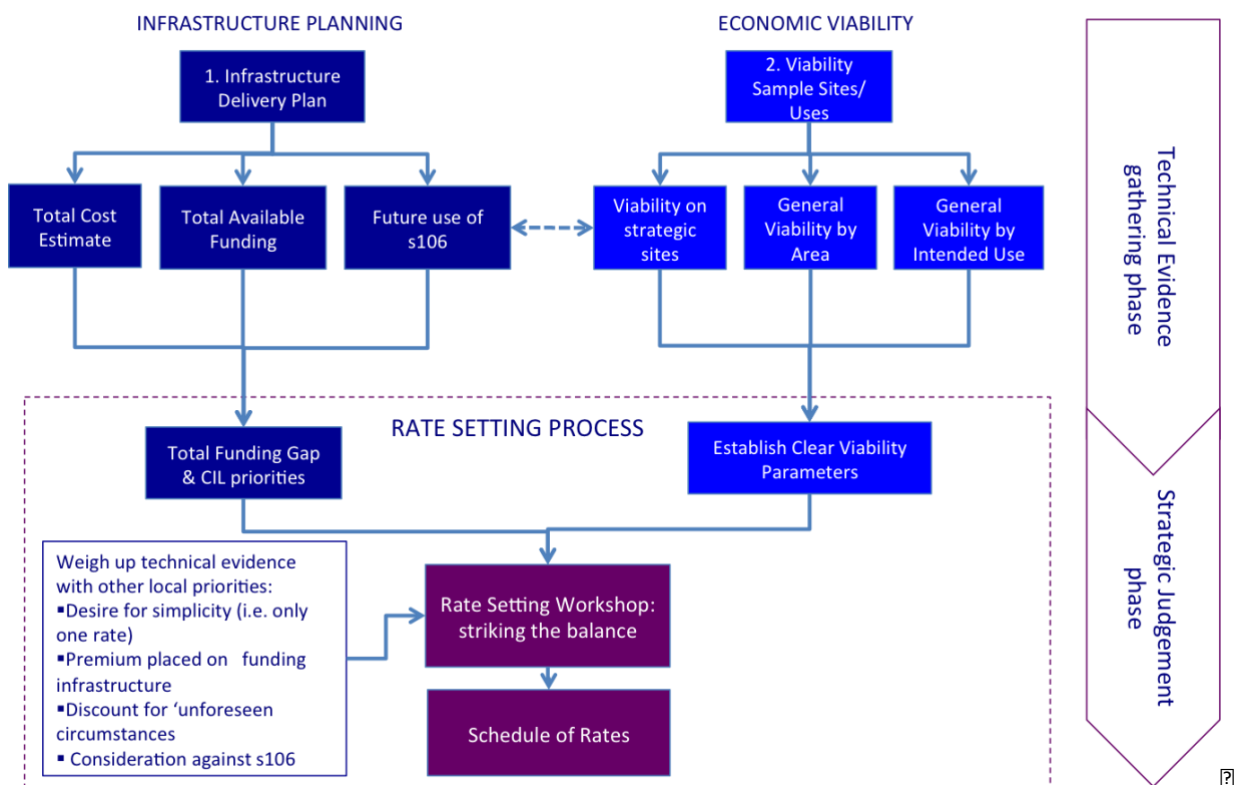 INFRASTRUCTURE PLANNING
ECONOMIC VIABILITY
1. Infrastructure
Delivery Plan
2. Viability
Sample Sites/
Uses
Total Cost
Estimate
Total Available
Funding
Future use of
s106
Viability on
strategic
sites
General
Viability by
Area
General
Viability by
Intended Use
Technical Evidence
gathering phase
RATE SETTING PROCESS
Total Funding Gap
& CIL priorities
Establish Clear Viability
Parameters
Weigh up technical evidence
with other local priorities:
▪Desire for simplicity (i.e. only
one rate)
▪Premium placed on funding
infrastructure
▪Discount for ‘unforeseen
circumstances
▪ Consideration against s106
Rate Setting Workshop:
striking the balance
Schedule of Rates
Strategic Judgement
phase
?